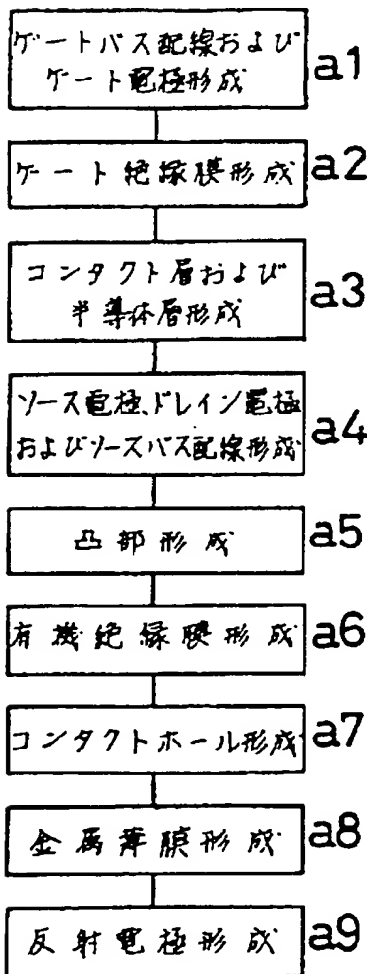 ゲートバス配線および
ゲート電極形成
a1
ゲート絶縁膜形成
a2
コンタクト層および
半導体層形成
a3
ソース電極、ドレイン電極
およびソースバス配線形成
a4
凸部形成
a5
有機絶縁膜形成
a6
コンタクトホール形成
a7
金属薄膜形成
a8
反射電極形成
a9